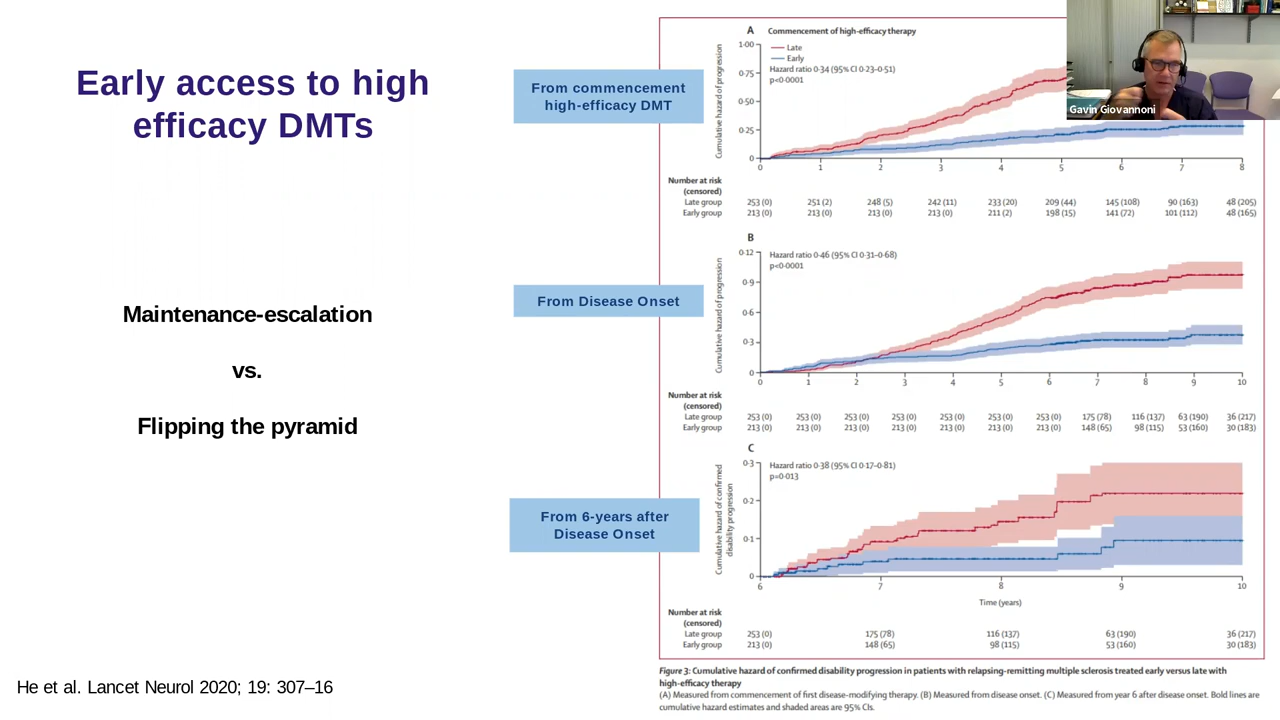 Early access to high
efficacy DMTs
Maintenance-escalation
vs.
Flipping the pyramid
He et al. Lancet Neurol 2020; 19: 307–16
From commencement
high-efficacy DMT
From Disease Onset
From 6-years after
Disease Onset
Gavin Giovannoni
A Commencement of high-efficacy therapy
Late
Early
Hazard ratio 0·34 (95% CI 0·23–0·51)
p<0·0001
Cumulative hazard of progression
1·00
0·75
0·50
0·25
0
0 1 2 3 4 5 6 7 8
Number at risk
(censored)
Late group 253 (0) 251 (2) 248 (5) 242 (11) 233 (20) 209 (44) 145 (108) 90 (163) 48 (205)
Early group 213 (0) 213 (0) 213 (0) 213 (0) 211 (2) 198 (15) 141 (72) 101 (112) 48 (165)
B
Hazard ratio 0·46 (95% CI 0·31–0·68)
p<0·0001
Cumulative hazard of progression
0·12
0·9
0·6
0·3
0
0 1 2 3 4 5 6 7 8 9 10
Number at risk
(censored)
Late group 253 (0) 253 (0) 253 (0) 253 (0) 253 (0) 253 (0) 253 (0) 175 (78) 116 (137) 63 (190) 36 (217)
Early group 213 (0) 213 (0) 213 (0) 213 (0) 213 (0) 213 (0) 213 (0) 148 (65) 98 (115) 53 (160) 30 (183)
C
Hazard ratio 0·38 (95% CI 0·17–0·81)
p=0·013
Cumulative hazard of confirmed
disability progression
0·3
0·2
0·1
0
6 7 8 9 10
Time (years)
Number at risk
(censored)
Late group 253 (0) 175 (78) 116 (137) 63 (190) 36 (217)
Early group 213 (0) 148 (65) 98 (115) 53 (160) 30 (183)
Figure 3: Cumulative hazard of confirmed disability progression in patients with relapsing-remitting multiple sclerosis treated early versus late with
high-efficacy therapy
(A) Measured from commencement of first disease-modifying therapy. (B) Measured from disease onset. (C) Measured from year 6 after disease onset. Bold lines are
cumulative hazard estimates and shaded areas are 95% CIs.